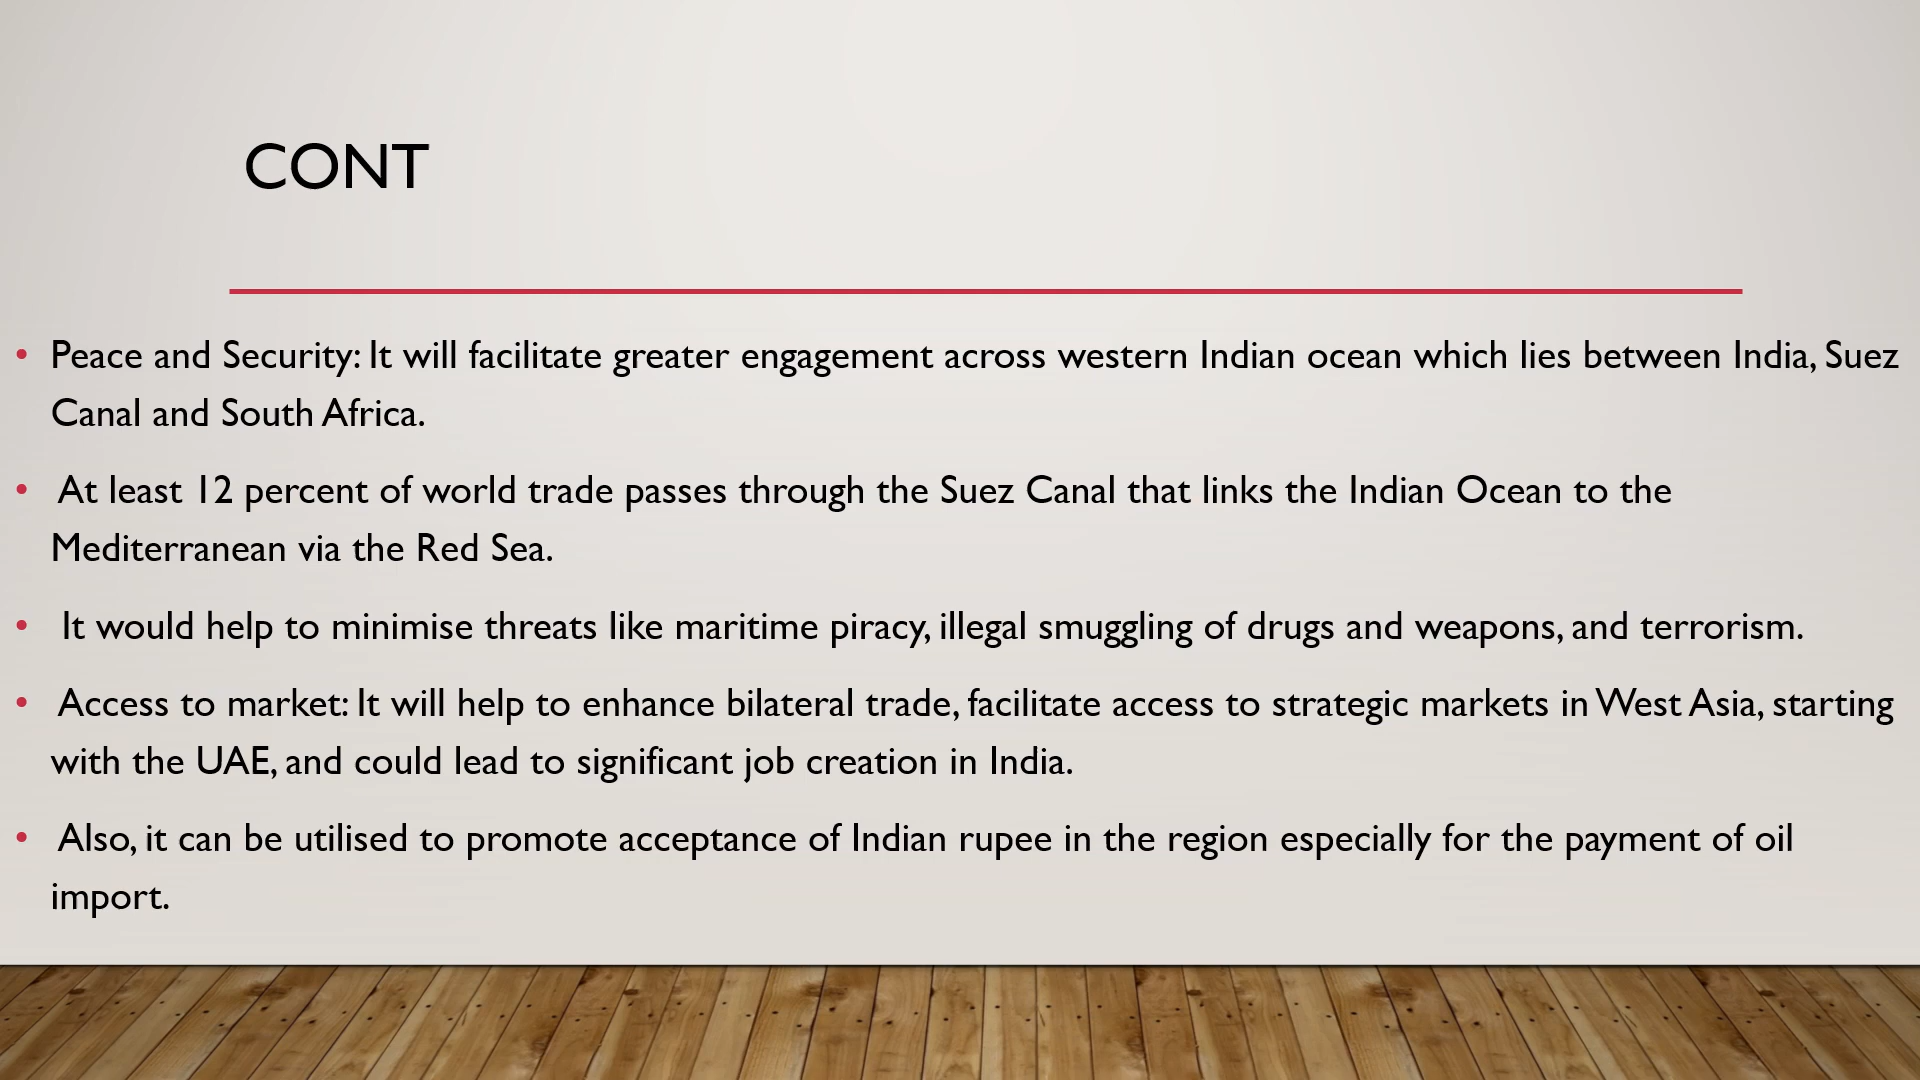 CONT
• Peace and Security: It will facilitate greater engagement across western Indian ocean which lies between India, Suez
Canal and South Africa.
• At least 12 percent of world trade passes through the Suez Canal that links the Indian Ocean to the
Mediterranean via the Red Sea.
• It would help to minimise threats like maritime piracy, illegal smuggling of drugs and weapons, and terrorism.
• Access to market: It will help to enhance bilateral trade, facilitate access to strategic markets in West Asia, starting
with the UAE, and could lead to significant job creation in India.
• Also, it can be utilised to promote acceptance of Indian rupee in the region especially for the payment of oil
import.